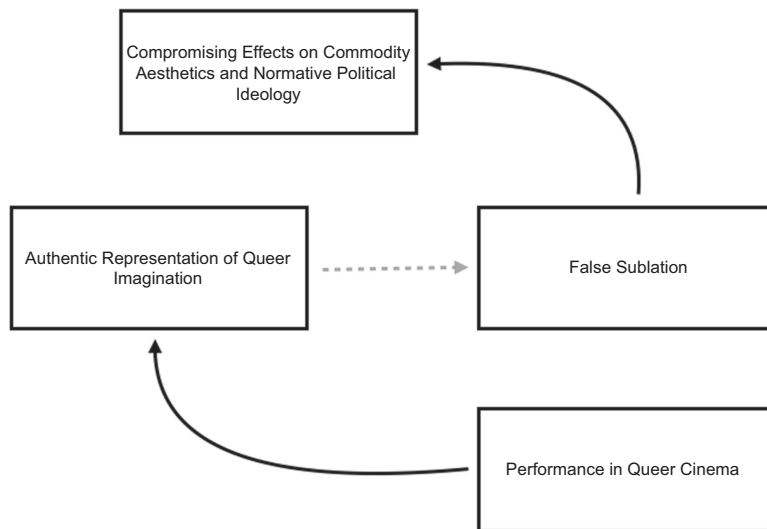 Compromising Effects on Commodity
Aesthetics and Normative Political
Ideology
Authentic Representation of Queer
Imagination
False Sublation
Performance in Queer Cinema